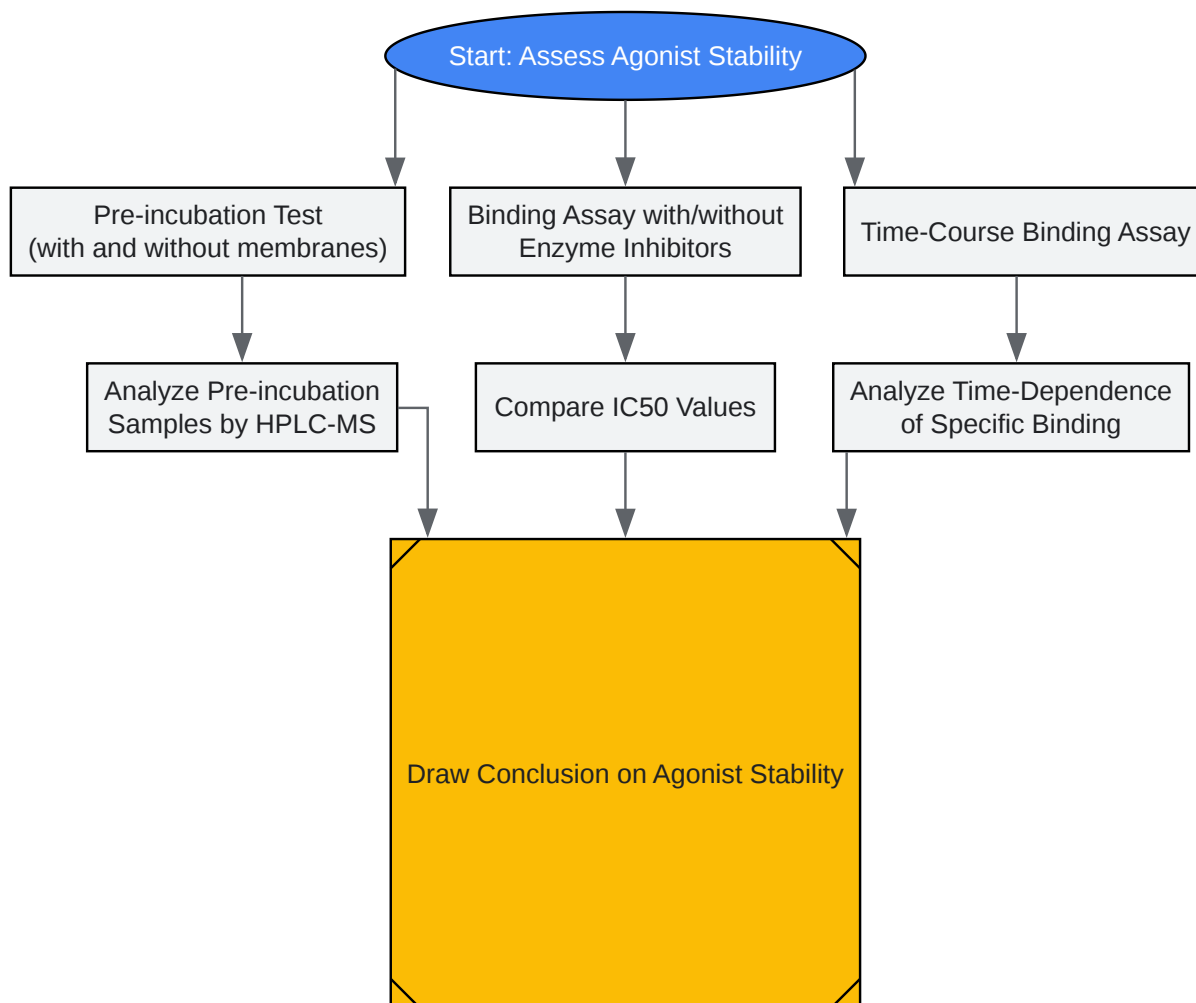 Start: Assess Agonist Stability
Pre-incubation Test
(with and without membranes)
Binding Assay with/without
Enzyme Inhibitors
Time-Course Binding Assay
Analyze Pre-incubation
Samples by HPLC-MS
Compare IC50 Values
Analyze Time-Dependence
of Specific Binding
Draw Conclusion on Agonist Stability